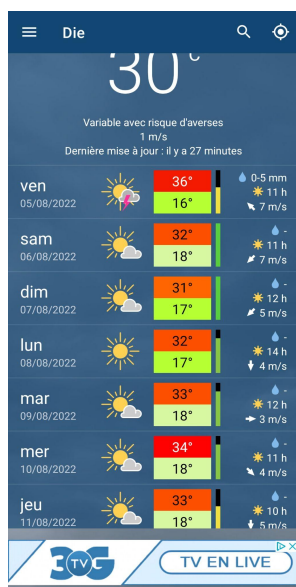 Die
30°C
Variable avec risque d'averses
1 m/s
Dernière mise à jour : il y a 27 minutes
ven
05/08/2022
36°
16°
0-5 mm
11 h
7 m/s
sam
06/08/2022
32°
18°
-
11 h
7 m/s
dim
07/08/2022
31°
17°
-
12 h
5 m/s
lun
08/08/2022
32°
17°
-
14 h
4 m/s
mar
09/08/2022
33°
18°
-
12 h
3 m/s
mer
10/08/2022
34°
18°
-
11 h
4 m/s
jeu
11/08/2022
33°
18°
-
10 h
5 m/s
3G TV
TV EN LIVE